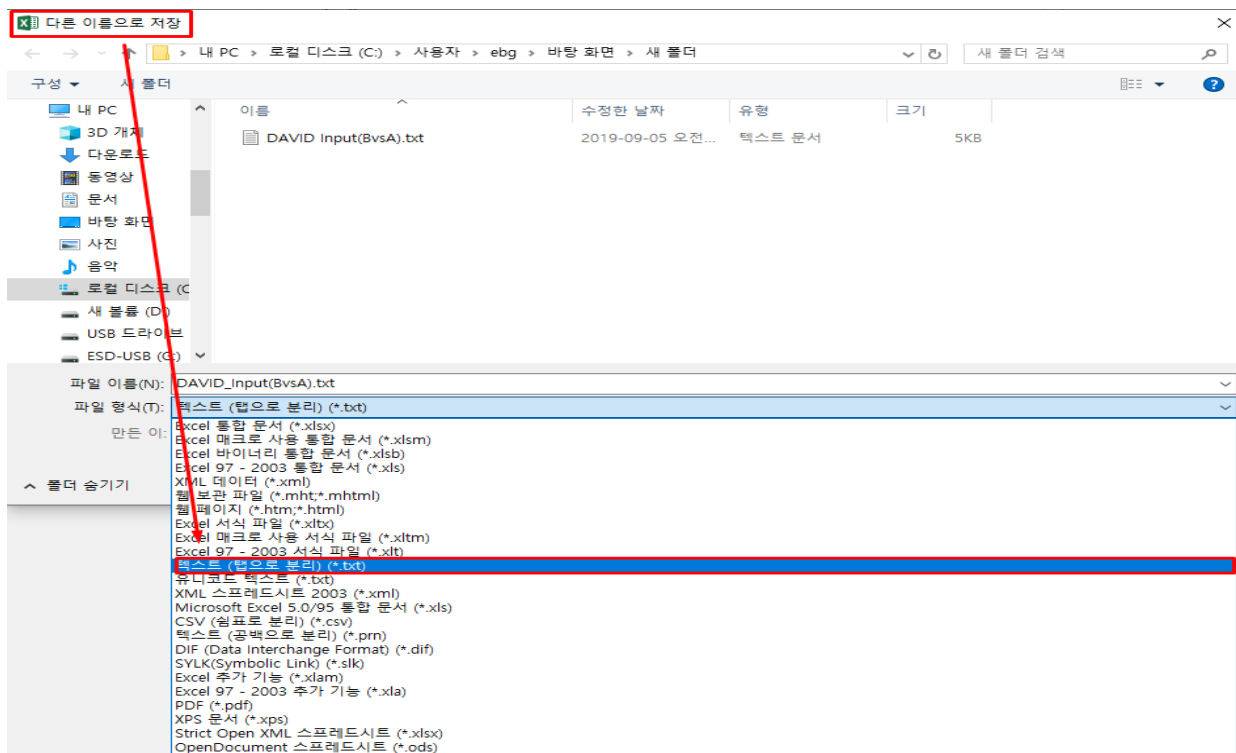 다른 이름으로 저장
내 PC > 로컬 디스크 (C:) > 사용자 > ebg > 바탕 화면 > 새 폴더
새 폴더 검색
구성
새 폴더
이름
수정한 날짜
유형
크기
내 PC
3D 개체
다운로드
동영상
문서
바탕 화면
사진
음악
로컬 디스크 (C
새 볼륨 (D:)
USB 드라이브
ESD-USB (G:)
DAVID Input(BvsA).txt
2019-09-05 오전...
텍스트 문서
5KB
파일 이름(N): DAVID_Input(BvsA).txt
파일 형식(T): 텍스트 (탭으로 분리) (*.txt)
만든 이:
폴더 숨기기
Excel 통합 문서 (*.xlsx)
Excel 매크로 사용 통합 문서 (*.xlsm)
Excel 바이너리 통합 문서 (*.xlsb)
Excel 97 - 2003 통합 문서 (*.xls)
XML 데이터 (*.xml)
웹 보관 파일 (*.mht;*.mhtml)
웹 페이지 (*.htm;*.html)
Excel 서식 파일 (*.xltx)
Excel 매크로 사용 서식 파일 (*.xltm)
Excel 97 - 2003 서식 파일 (*.xlt)
텍스트 (탭으로 분리) (*.txt)
유니코드 텍스트 (*.txt)
XML 스프레드시트 2003 (*.xml)
Microsoft Excel 5.0/95 통합 문서 (*.xls)
CSV (쉼표로 분리) (*.csv)
텍스트 (공백으로 분리) (*.prn)
DIF (Data Interchange Format) (*.dif)
SYLK(Symbolic Link) (*.slk)
Excel 추가 기능 (*.xlam)
Excel 97 - 2003 추가 기능 (*.xla)
PDF (*.pdf)
XPS 문서 (*.xps)
Strict Open XML 스프레드시트 (*.xlsx)
OpenDocument 스프레드시트 (*.ods)